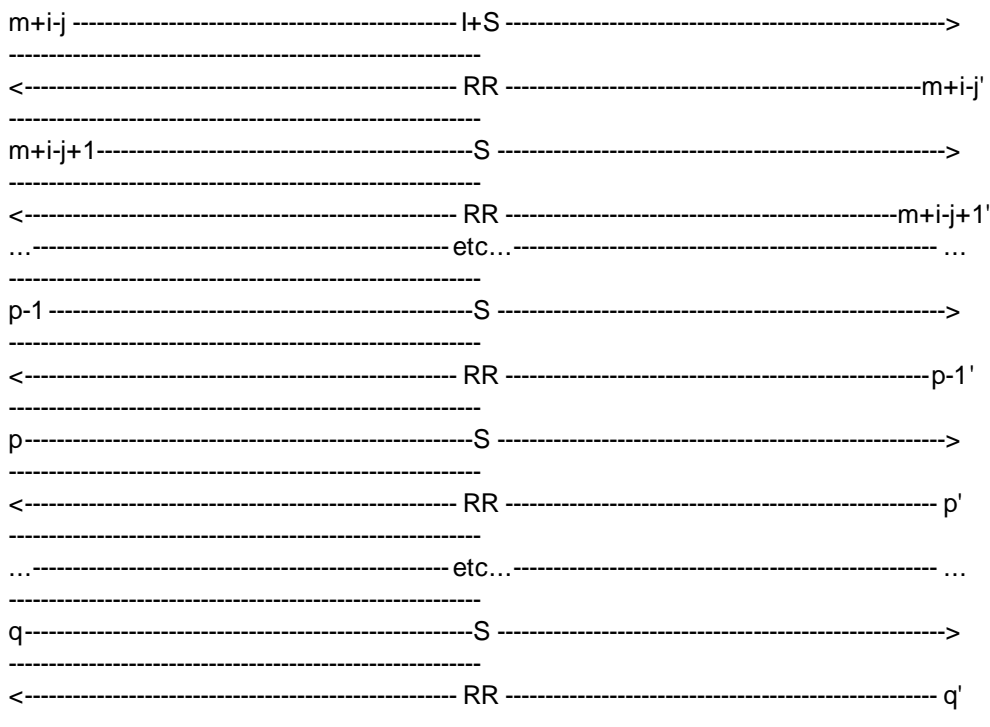 m+i-j ------------------------------------------------ I+S ------------------------------------------------------->
-----------------------------------------------------------
<------------------------------------------------------ RR ----------------------------------------------------m+i-j'
-----------------------------------------------------------
m+i-j+1-----------------------------------------------S -------------------------------------------------------->
-----------------------------------------------------------
<------------------------------------------------------ RR -------------------------------------------------m+i-j+1'
…---------------------------------------------------- etc…----------------------------------------------------- …
-----------------------------------------------------------
p-1 -----------------------------------------------------S -------------------------------------------------------->
-----------------------------------------------------------
<------------------------------------------------------ RR -----------------------------------------------------p-1'
-----------------------------------------------------------
p--------------------------------------------------------S -------------------------------------------------------->
-----------------------------------------------------------
<------------------------------------------------------ RR ------------------------------------------------------ p'
-----------------------------------------------------------
…---------------------------------------------------- etc…----------------------------------------------------- …
-----------------------------------------------------------
q--------------------------------------------------------S -------------------------------------------------------->
-----------------------------------------------------------
<------------------------------------------------------ RR ------------------------------------------------------ q'